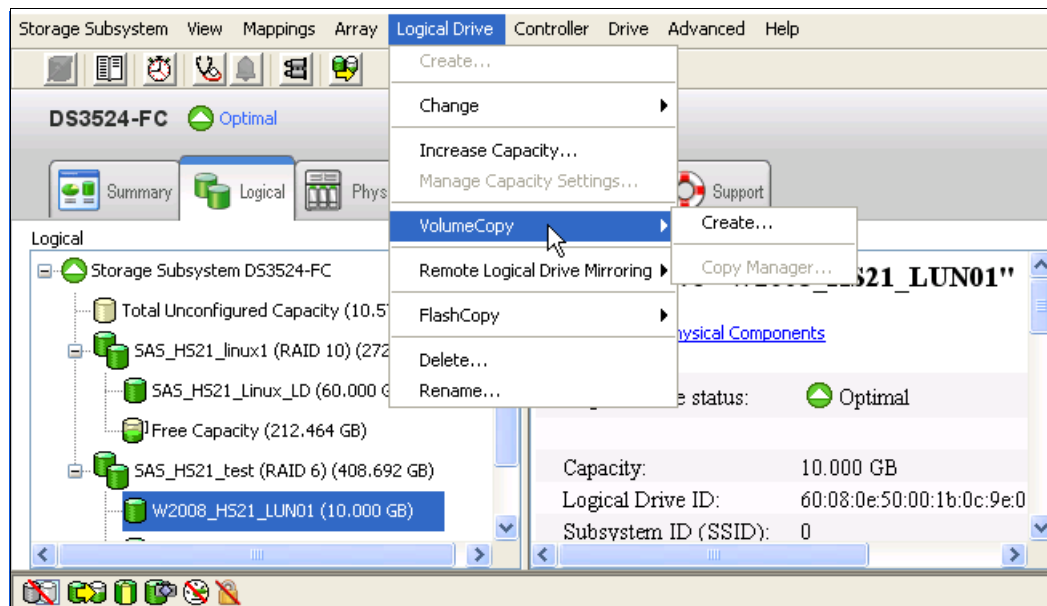 Storage Subsystem View Mappings Array Logical Drive Controller Drive Advanced Help
Create...
Change
Increase Capacity...
Manage Capacity Settings...
VolumeCopy
Create...
Copy Manager...
Remote Logical Drive Mirroring
FlashCopy
Delete...
Rename...
DS3524-FC Optimal
Summary Logical Phys Support
Logical
Storage Subsystem DS3524-FC
Total Unconfigured Capacity (10.5
SAS_HS21_linux1 (RAID 10) (272
SAS_HS21_Linux_LD (60.000 G
Free Capacity (212.464 GB)
SAS_HS21_test (RAID 6) (408.692 GB)
W2008_HS21_LUN01 (10.000 GB)
HS21_LUN01"
hysical Components
e status: Optimal
Capacity: 10.000 GB
Logical Drive ID: 60:08:0e:50:00:1b:0c:9e:0
Subsystem ID (SSID): 0